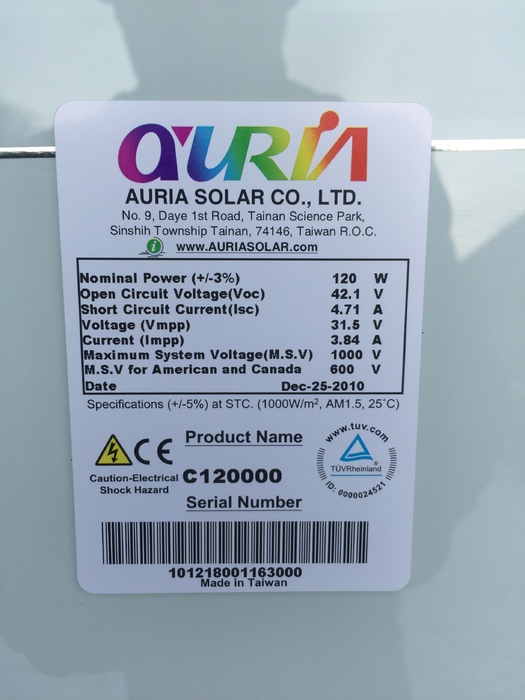 AURIA
AURIA SOLAR CO., LTD.
No. 9, Daye 1st Road, Tainan Science Park,
Sinshih Township Tainan, 74146, Taiwan R.O.C.
i www.AURIASOLAR.com
Nominal Power (+/-3%) 120 W
Open Circuit Voltage(Voc) 42.1 V
Short Circuit Current(Isc) 4.71 A
Voltage (Vmpp) 31.5 V
Current (Impp) 3.84 A
Maximum System Voltage(M.S.V) 1000 V
M.S.V for American and Canada 600 V
Date Dec-25-2010
Specifications (+/-5%) at STC. (1000W/m², AM1.5, 25°C)
CE
Caution-Electrical
Shock Hazard
Product Name
C120000
Serial Number
www.tuv.com
TÜVRheinland®
ID: 0000024521
101218001163000
Made in Taiwan